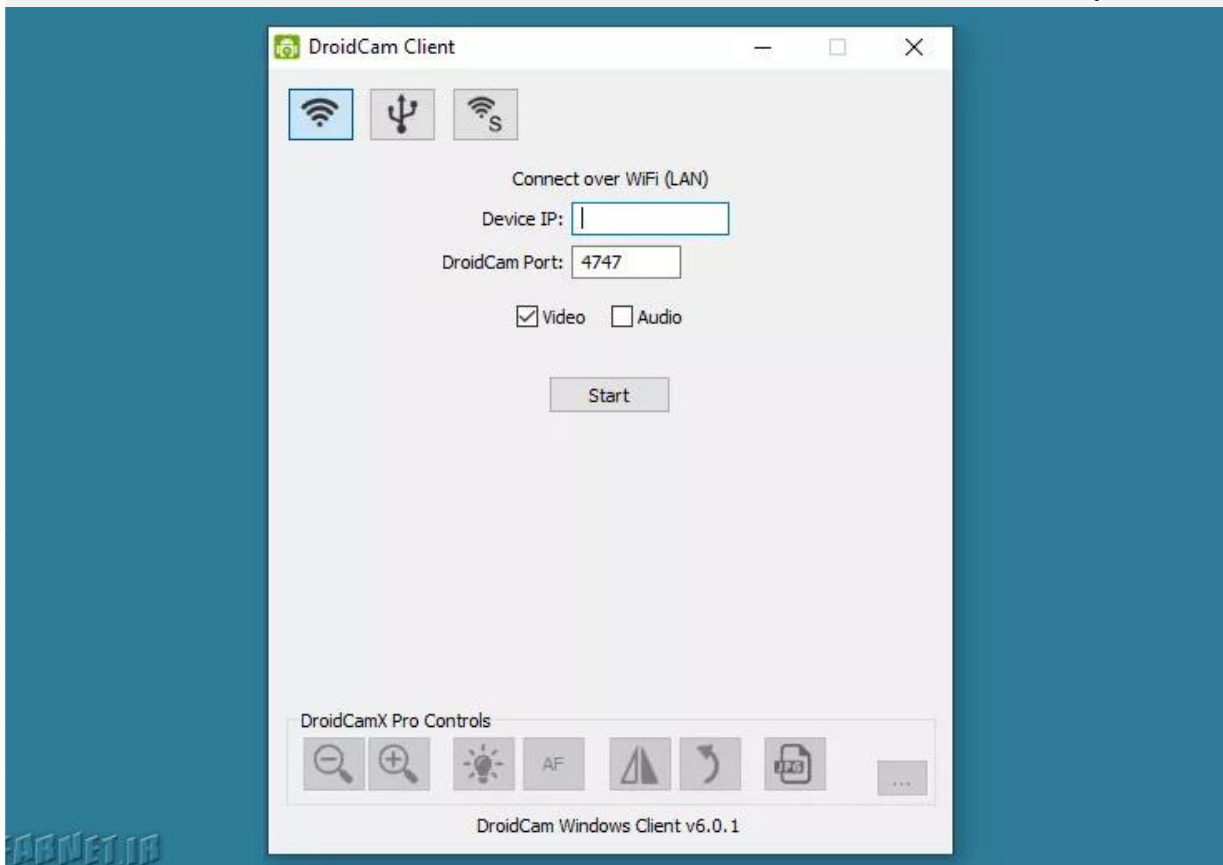 DroidCam Client
S
Connect over WiFi (LAN)
Device IP:
DroidCam Port: 4747
Video Audio
Start
DroidCamX Pro Controls
AF
JPG
...
DroidCam Windows Client v6.0.1